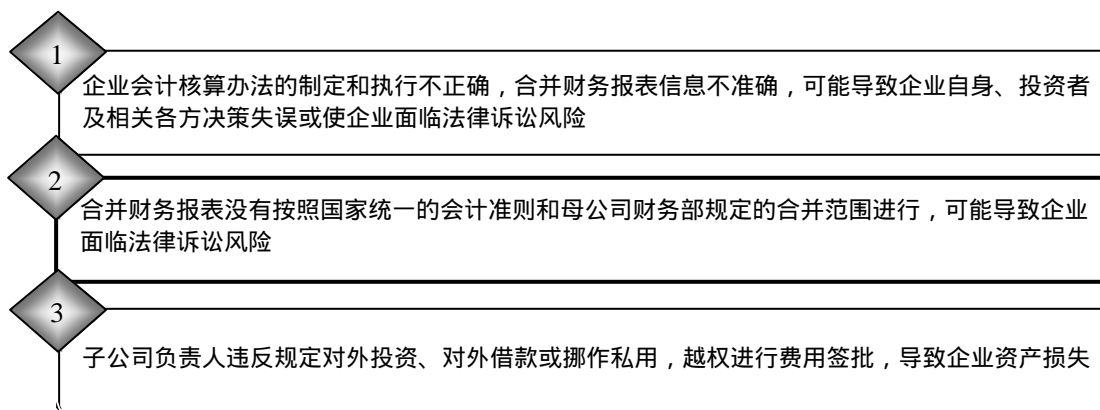 1
企业会计核算办法的制定和执行不正确，合并财务报表信息不准确，可能导致企业自身、投资者
及相关各方决策失误或使企业面临法律诉讼风险
2
合并财务报表没有按照国家统一的会计准则和母公司财务部规定的合并范围进行，可能导致企业
面临法律诉讼风险
3
子公司负责人违反规定对外投资、对外借款或挪作私用，越权进行费用签批，导致企业资产损失